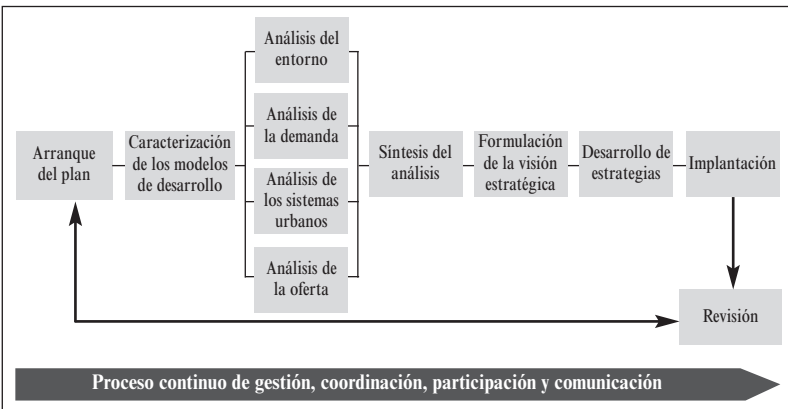 Arranque
del plan
Caracterización
de los modelos
de desarrollo
Análisis del
entorno
Análisis de
la demanda
Análisis de
los sistemas
urbanos
Análisis de
la oferta
Síntesis del
análisis
Formulación
de la visión
estratégica
Desarrollo de
estrategias
Implantación
Revisión
Proceso continuo de gestión, coordinación, participación y comunicación